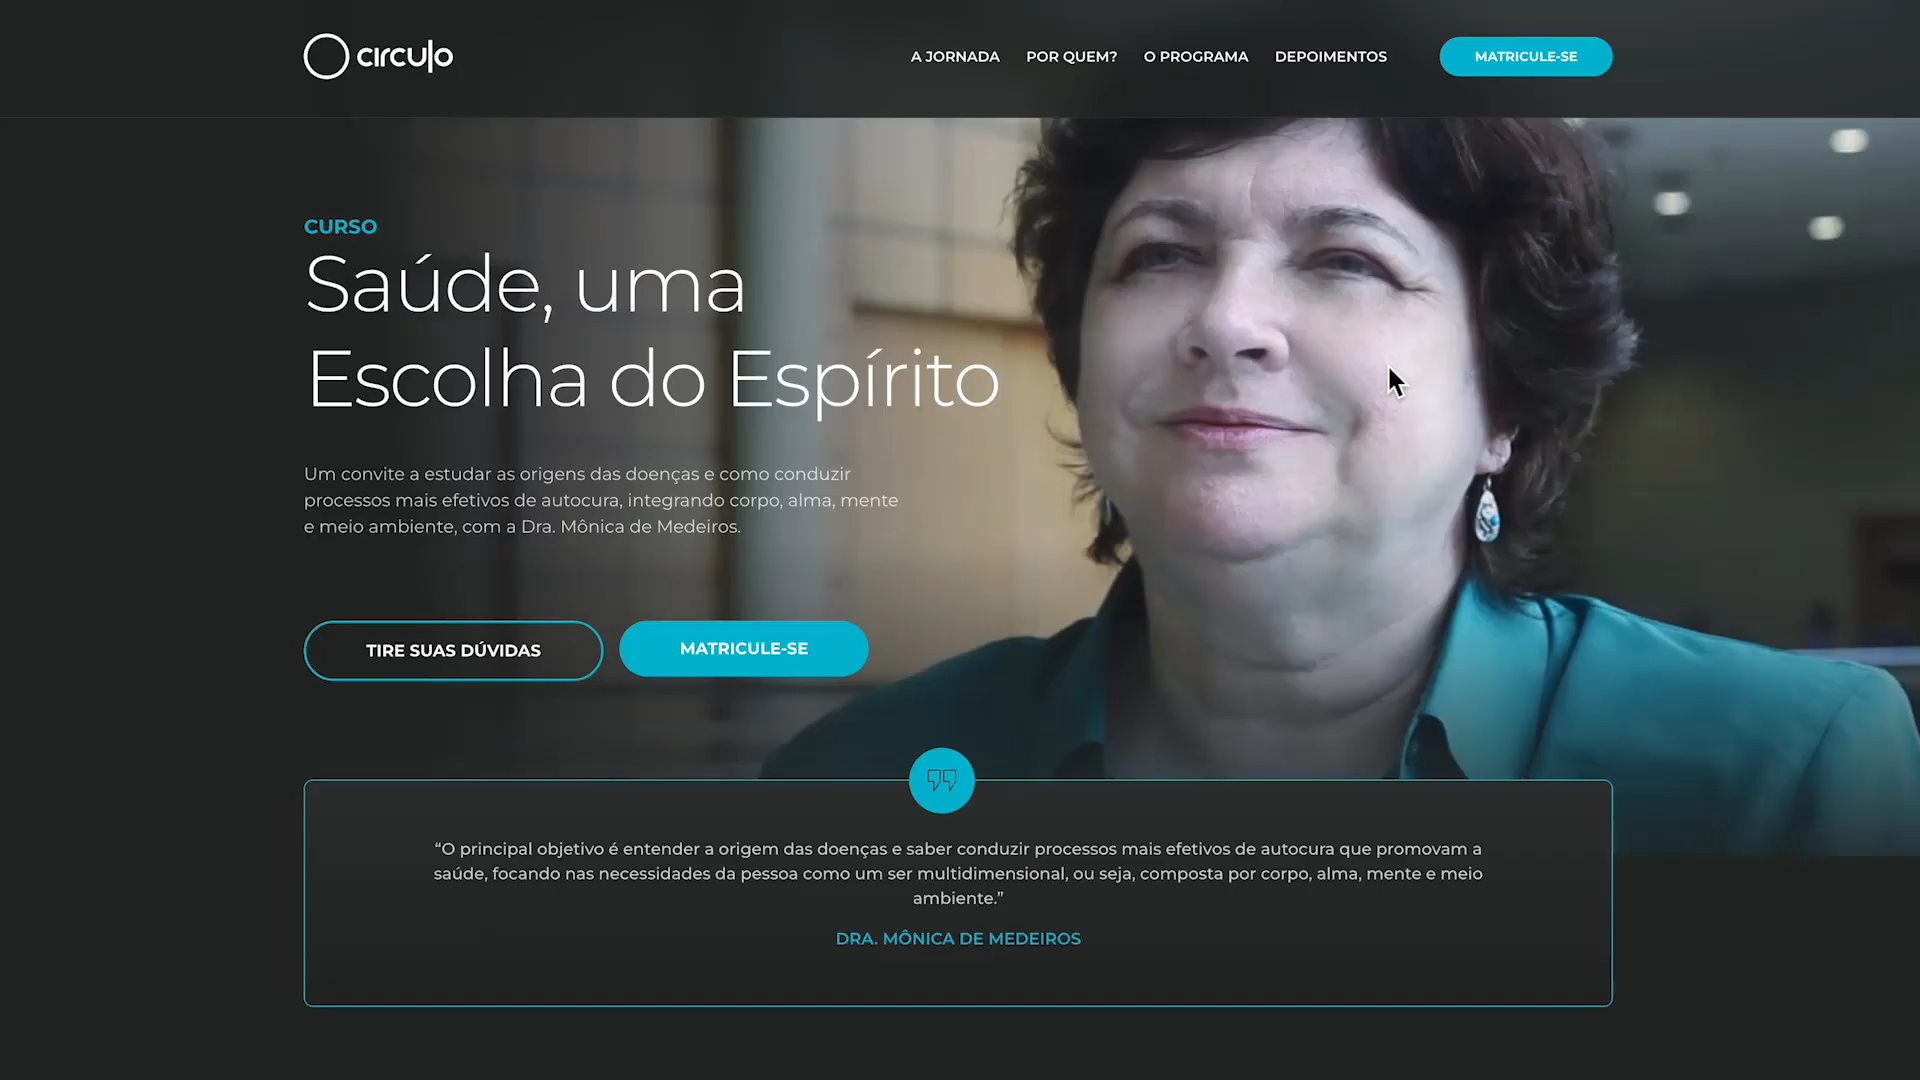 circulo
A JORNADA
POR QUEM?
O PROGRAMA
DEPOIMENTOS
MATRICULE-SE
CURSO
Saúde, uma
Escolha do Espírito
Um convite a estudar as origens das doenças e como conduzir
processos mais efetivos de autocura, integrando corpo, alma, mente
e meio ambiente, com a Dra. Mônica de Medeiros.
TIRE SUAS DÚVIDAS
MATRICULE-SE
“O principal objetivo é entender a origem das doenças e saber conduzir processos mais efetivos de autocura que promovam a
saúde, focando nas necessidades da pessoa como um ser multidimensional, ou seja, composta por corpo, alma, mente e meio
ambiente.”
DRA. MÔNICA DE MEDEIROS